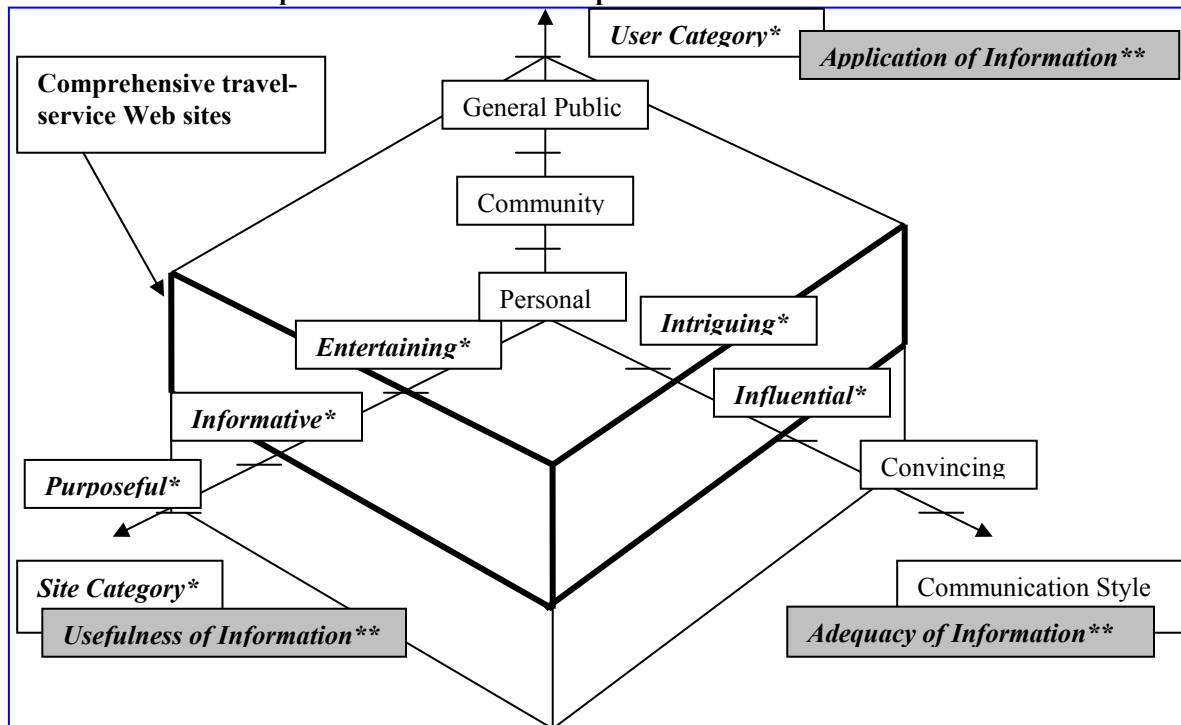 User Category*
Application of Information**
Comprehensive travel-
service Web sites
General Public
Community
Personal
Intriguing*
Entertaining*
Influential*
Informative*
Convincing
Purposeful*
Site Category*
Communication Style
Usefulness of Information**
Adequacy of Information**